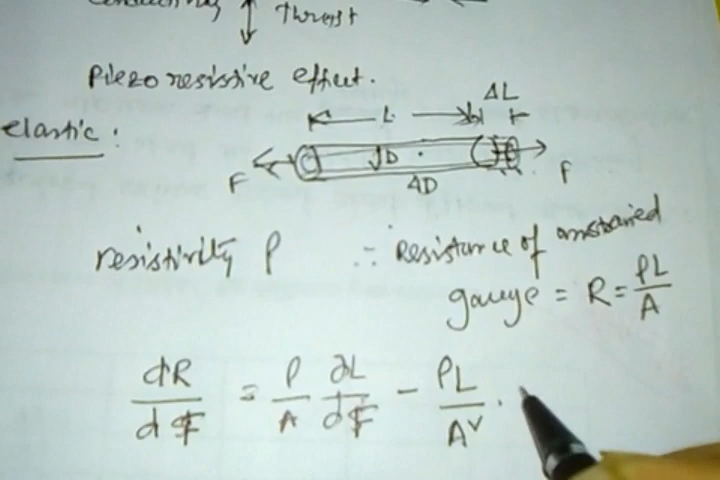 Thrust
Piezo resistive effect.
elastic:
ΔL
L
D
F
F
ΔD
resistivity ρ ∴ Resistance of unstrained
gauge = R = ρL/A
dR/dF = ρ/A ∂L/dF - ρL/A² .